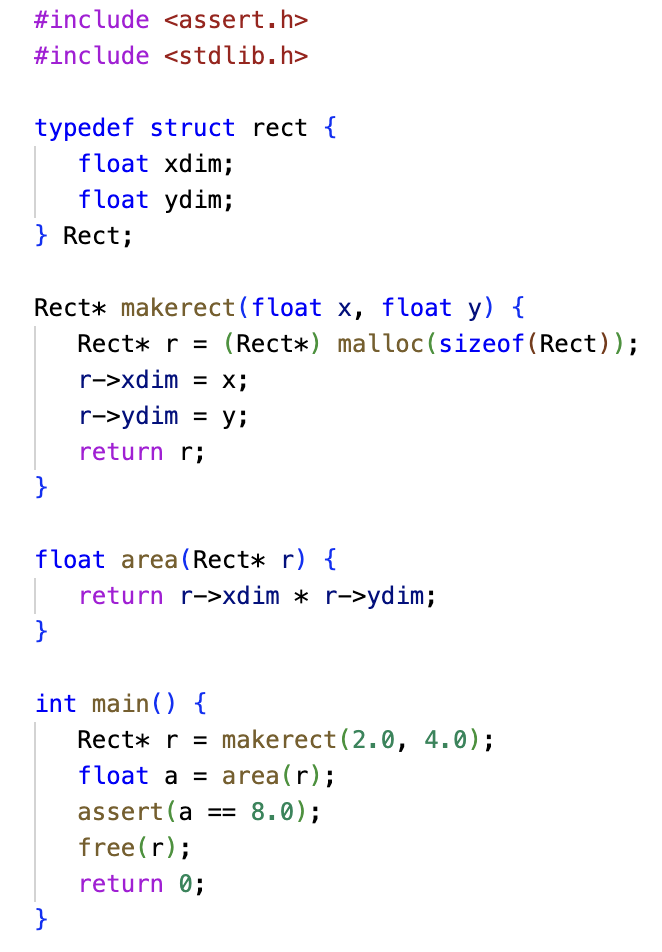 #include <assert.h>
#include <stdlib.h>

typedef struct rect {
   float xdim;
   float ydim;
} Rect;

Rect* makerect(float x, float y) {
   Rect* r = (Rect*) malloc(sizeof(Rect));
   r->xdim = x;
   r->ydim = y;
   return r;
}

float area(Rect* r) {
   return r->xdim * r->ydim;
}

int main() {
   Rect* r = makerect(2.0, 4.0);
   float a = area(r);
   assert(a == 8.0);
   free(r);
   return 0;
}